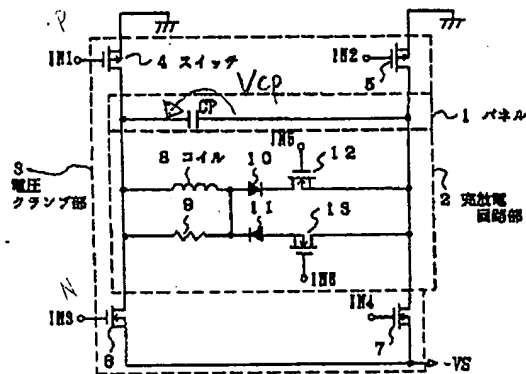 P
IN1
4 スイッチ
IN2
5
VCP
CP
1 パネル
3
電圧
クランプ部
8 コイル
10
IN5
12
2 充放電
回路部
9
11
13
IN6
N
IN3
6
IN4
7
-VS